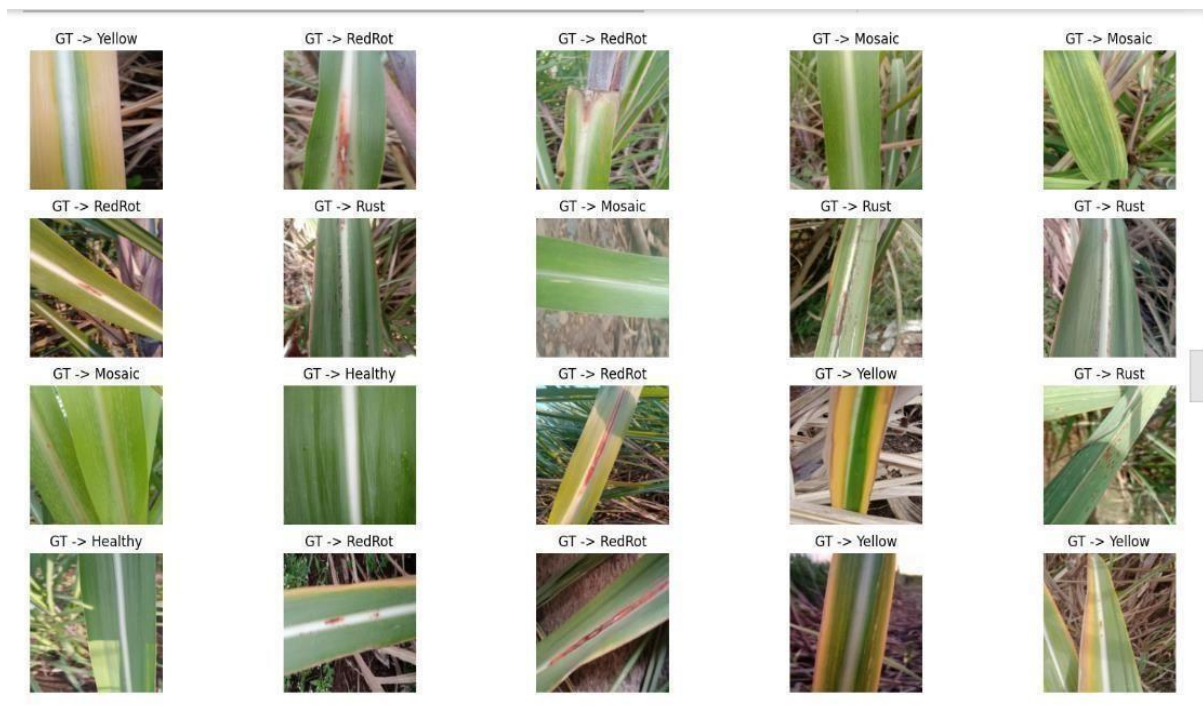 GT -> Yellow
GT -> RedRot
GT -> RedRot
GT -> Mosaic
GT -> Mosaic
GT -> RedRot
GT -> Rust
GT -> Mosaic
GT -> Rust
GT -> Rust
GT -> Mosaic
GT -> Healthy
GT -> RedRot
GT -> Yellow
GT -> Rust
GT -> Healthy
GT -> RedRot
GT -> RedRot
GT -> Yellow
GT -> Yellow